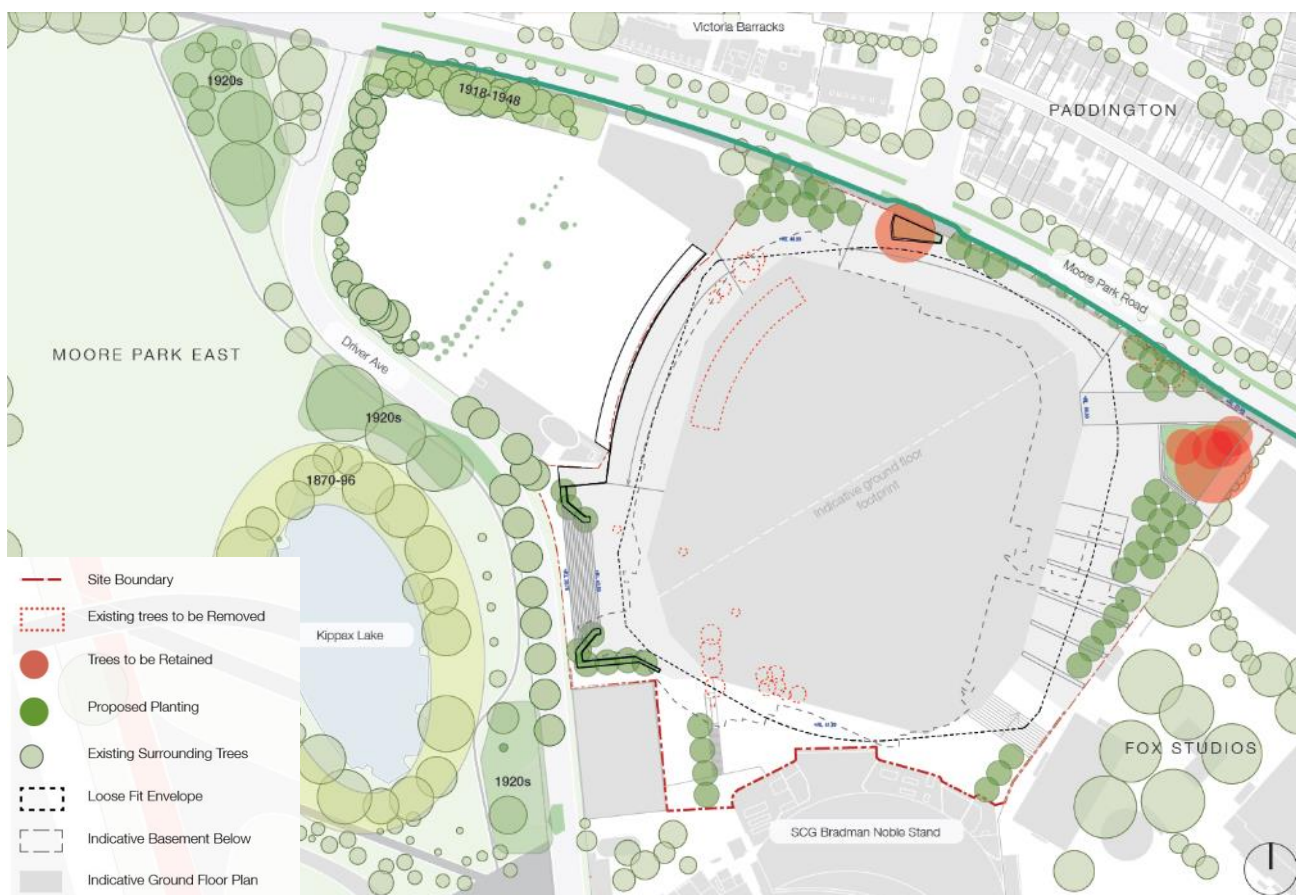 Victoria Barracks
1920s
1918-1948
PADDINGTON
Moore Park Road
MOORE PARK EAST
Driver Ave
1920s
1870-96
Indicative ground floor
footprint
Kippax Lake
1920s
FOX STUDIOS
SCG Bradman Noble Stand
Site Boundary
Existing trees to be Removed
Trees to be Retained
Proposed Planting
Existing Surrounding Trees
Loose Fit Envelope
Indicative Basement Below
Indicative Ground Floor Plan